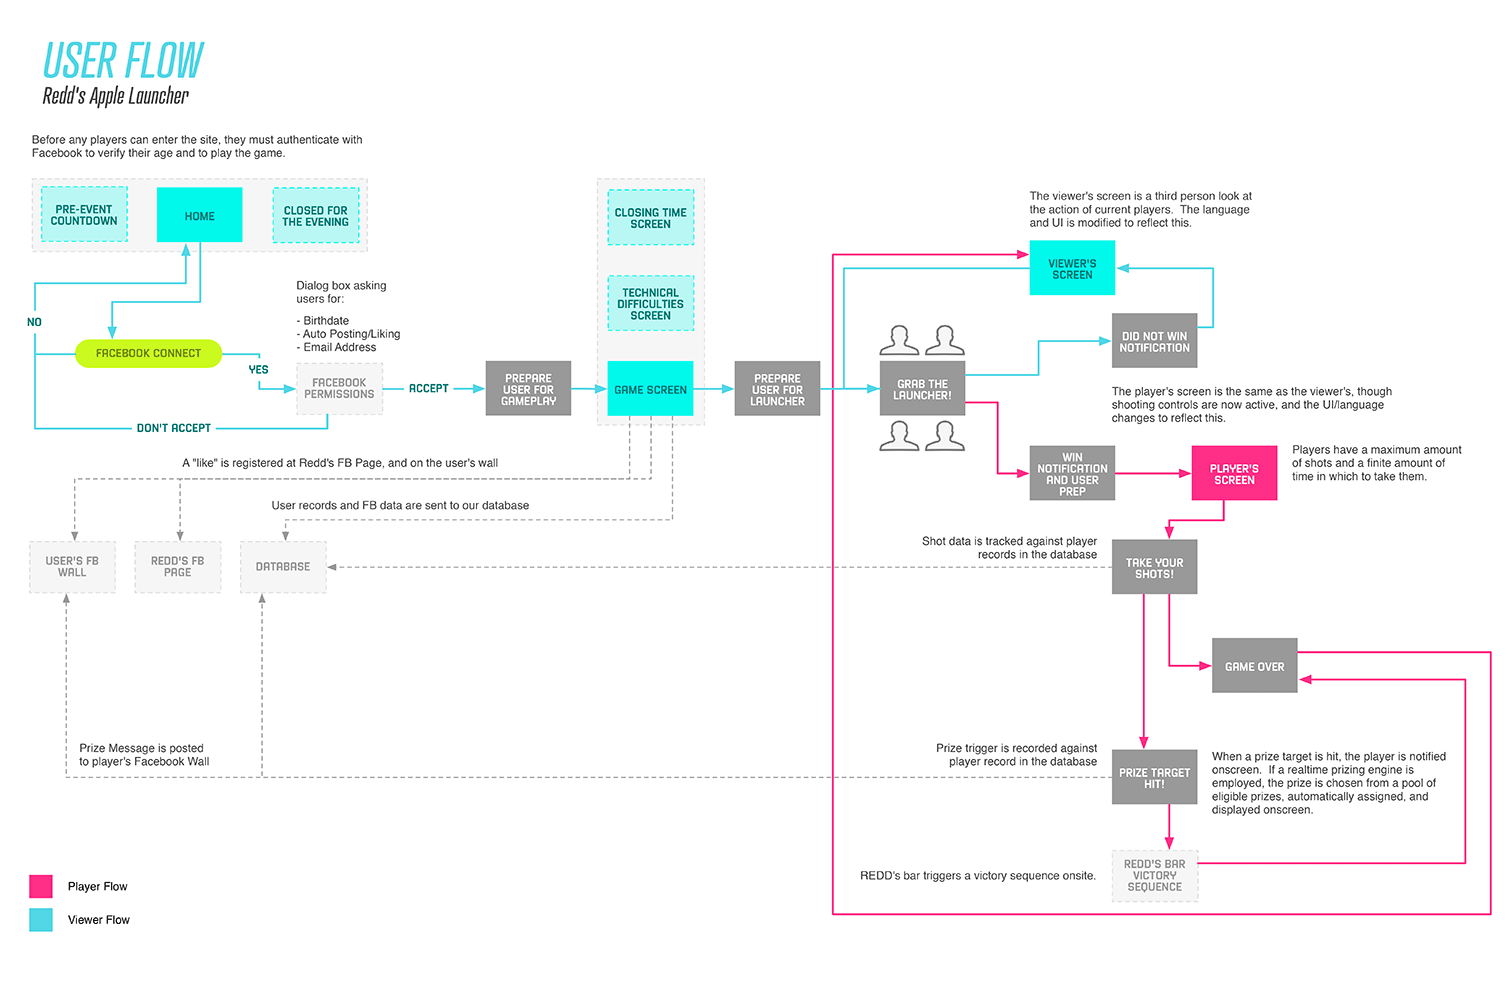 USER FLOW
Redd's Apple Launcher
Before any players can enter the site, they must authenticate with
Facebook to verify their age and to play the game.
PRE-EVENT
COUNTDOWN
HOME
CLOSED FOR
THE EVENING
NO
FACEBOOK CONNECT
YES
Dialog box asking
users for:
- Birthdate
- Auto Posting/Liking
- Email Address
FACEBOOK
PERMISSIONS
ACCEPT
DON'T ACCEPT
PREPARE
USER FOR
GAMEPLAY
CLOSING TIME
SCREEN
TECHNICAL
DIFFICULTIES
SCREEN
GAME SCREEN
PREPARE
USER FOR
LAUNCHER
GRAB THE
LAUNCHER!
The viewer's screen is a third person look at
the action of current players.  The language
and UI is modified to reflect this.
VIEWER'S
SCREEN
DID NOT WIN
NOTIFICATION
The player's screen is the same as the viewer's, though
shooting controls are now active, and the UI/language
changes to reflect this.
WIN
NOTIFICATION
AND USER
PREP
PLAYER'S
SCREEN
Players have a maximum amount
of shots and a finite amount of
time in which to take them.
A "like" is registered at Redd's FB Page, and on the user's wall
User records and FB data are sent to our database
USER'S FB
WALL
REDD'S FB
PAGE
DATABASE
Shot data is tracked against player
records in the database
TAKE YOUR
SHOTS!
GAME OVER
Prize Message is posted
to player's Facebook Wall
Prize trigger is recorded against
player record in the database
PRIZE TARGET
HIT!
When a prize target is hit, the player is notified
onscreen.  If a realtime prizing engine is
employed, the prize is chosen from a pool of
eligible prizes, automatically assigned, and
displayed onscreen.
REDD's bar triggers a victory sequence onsite.
REDD'S BAR
VICTORY
SEQUENCE
Player Flow
Viewer Flow